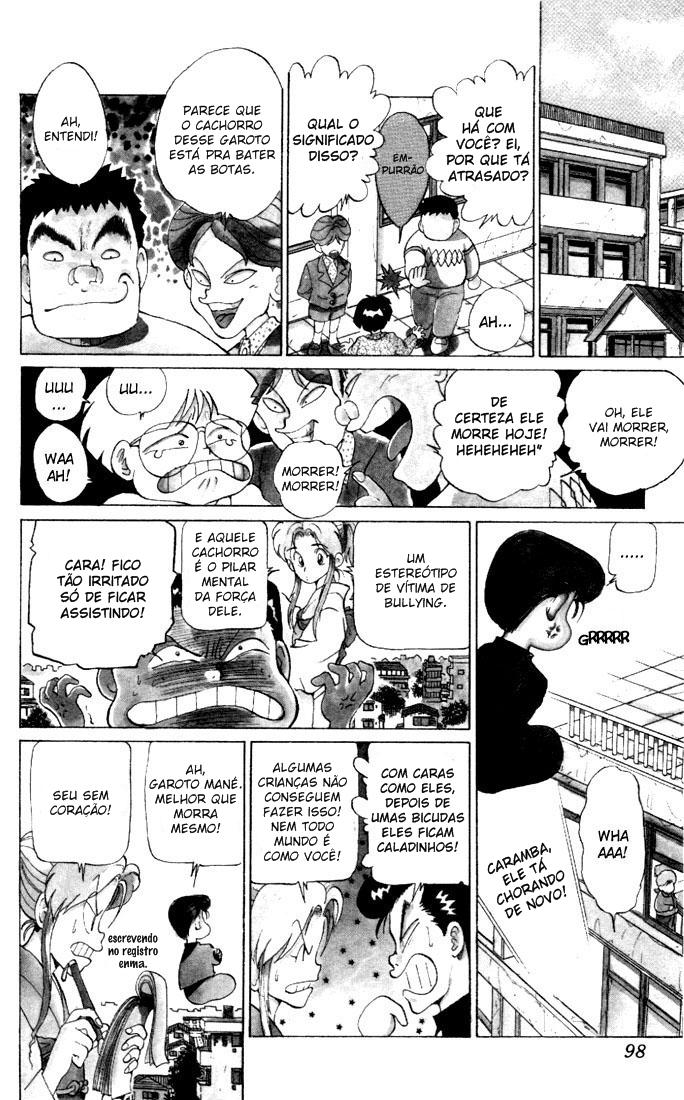 QUE
HÁ COM
VOCÊ? EI,
POR QUE TÁ
ATRASADO?
EM-
PURRÃO
QUAL O
SIGNIFICADO
DISSO?
AH...
PARECE QUE
O CACHORRO
DESSE GAROTO
ESTÁ PRA BATER
AS BOTAS.
AH,
ENTENDI!
OH, ELE
VAI MORRER,
MORRER!
DE
CERTEZA ELE
MORRE HOJE!
HEHEHEHEH"
MORRER!
MORRER!
UU...
UUU
...
WAA
AH!
.....
GRRRRR
WHA
AAA!
CARAMBA,
ELE TÁ
CHORANDO
DE NOVO!
UM
ESTEREÓTIPO
DE VÍTIMA DE
BULLYING.
E AQUELE
CACHORRO
É O PILAR
MENTAL
DA FORÇA
DELE.
CARA! FICO
TÃO IRRITADO
SÓ DE FICAR
ASSISTINDO!
COM CARAS
COMO ELES,
DEPOIS DE
UMAS BICUDAS
ELES FICAM
CALADINHOS!
ALGUMAS
CRIANÇAS NÃO
CONSEGUEM
FAZER ISSO!
NEM TODO
MUNDO É
COMO VOCÊ!
AH,
GAROTO MANÉ.
MELHOR QUE
MORRA
MESMO!
SEU SEM
CORAÇÃO!
escrevendo
no registro
enma.
98